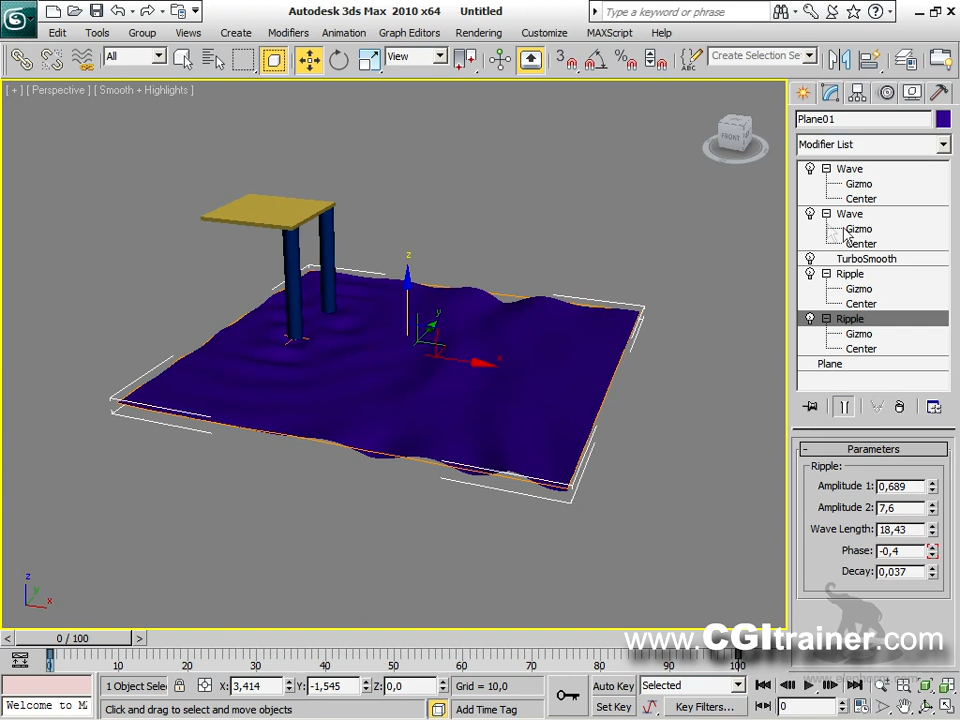 Autodesk 3ds Max 2010 x64 Untitled
Type a keyword or phrase
Edit Tools Group Views Create Modifiers Animation Graph Editors Rendering Customize MAXScript Help
All View Create Selection Se
[ + ] [ Perspective ] [ Smooth + Highlights ]
FRONT
Plane01
Modifier List
Wave
Gizmo
Center
Wave
Gizmo
Center
TurboSmooth
Ripple
Gizmo
Center
Ripple
Gizmo
Center
Plane
z
y
x
Parameters
Ripple:
Amplitude 1: 0,689
Amplitude 2: 7,6
Wave Length: 18,43
Phase: -0,4
Decay: 0,037
z
y
x
0 / 100
www.CGItrainer.com
0 10 20 30 40 50 60 70 80 90 100
1 Object Selec X: 3,414 Y: -1,545 Z: 0,0 Grid = 10,0 Auto Key Selected
Welcome to M Click and drag to select and move objects Add Time Tag Set Key Key Filters... 0